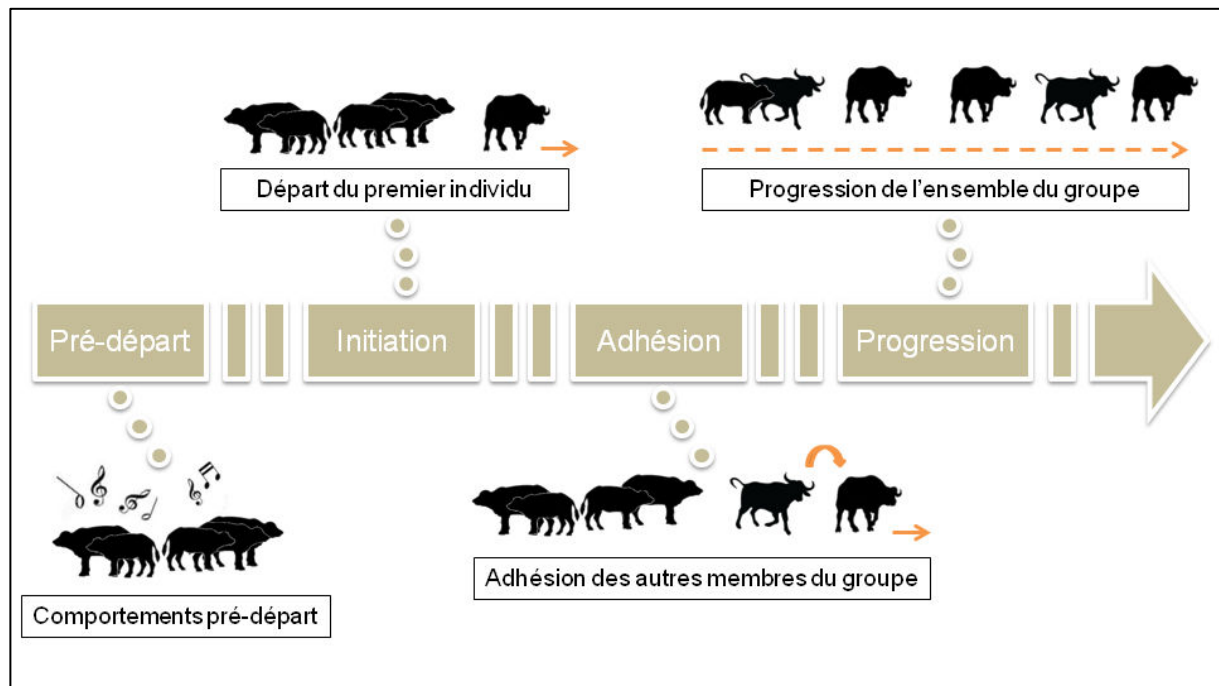 Départ du premier individu
Progression de l'ensemble du groupe
Pré-départ
Initiation
Adhésion
Progression
Adhésion des autres membres du groupe
Comportements pré-départ